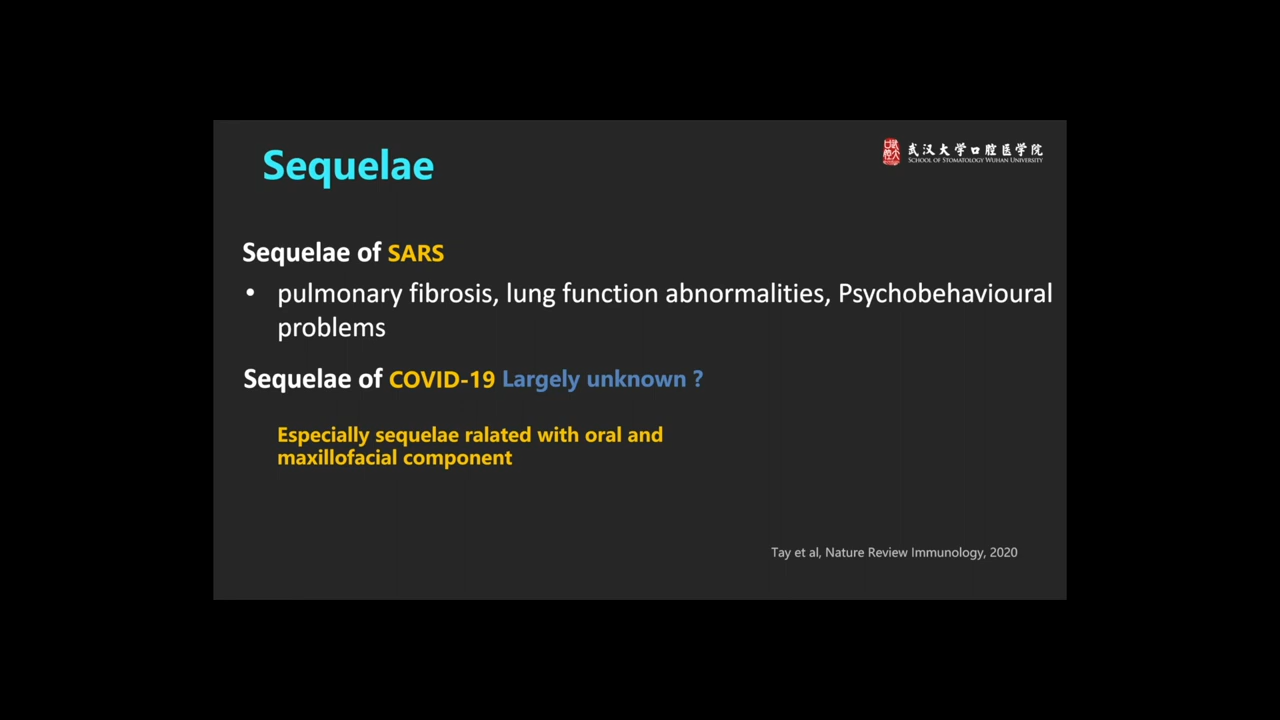 Sequelae
武汉大学口腔医学院
SCHOOL OF STOMATOLOGY WUHAN UNIVERSITY
Sequelae of SARS
• pulmonary fibrosis, lung function abnormalities, Psychobehavioural
problems
Sequelae of COVID-19 Largely unknown ?
Especially sequelae ralated with oral and
maxillofacial component
Tay et al, Nature Review Immunology, 2020